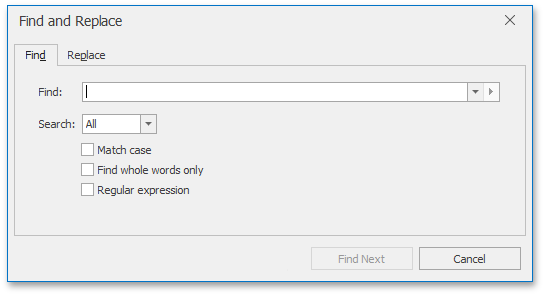 Find and Replace
Find Replace
Find:
Search: All
Match case
Find whole words only
Regular expression
Find Next Cancel